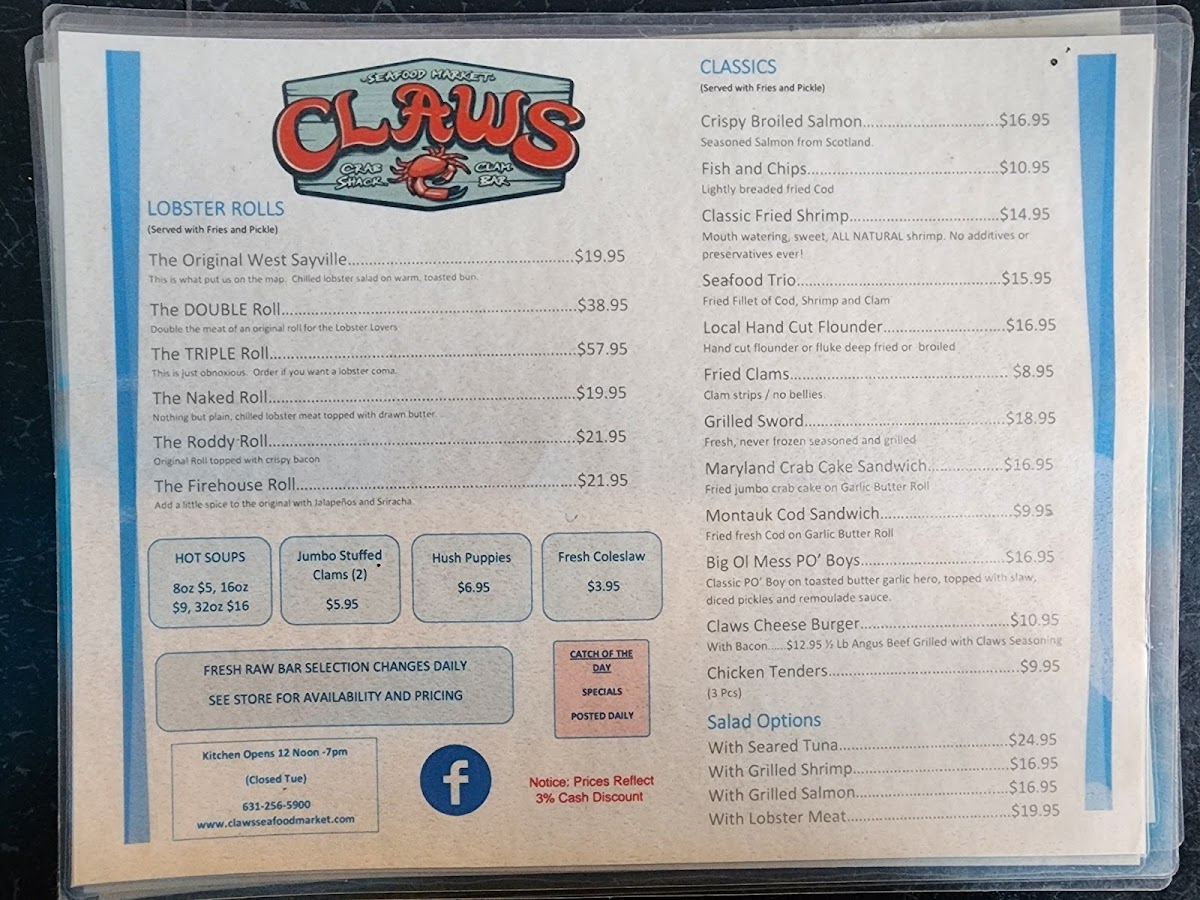 SEAFOOD MARKET
CLAWS
CRAB SHACK
CLAM BAR
LOBSTER ROLLS
(Served with Fries and Pickle)
The Original West Sayville...............................................$19.95
This is what put us on the map. Chilled lobster salad on warm, toasted bun.
The DOUBLE Roll.............................................................$38.95
Double the meat of an original roll for the Lobster Lovers
The TRIPLE Roll...............................................................$57.95
This is just obnoxious. Order if you want a lobster coma.
The Naked Roll................................................................$19.95
Nothing but plain, chilled lobster meat topped with drawn butter.
The Roddy Roll................................................................$21.95
Original Roll topped with crispy bacon
The Firehouse Roll...........................................................$21.95
Add a little spice to the original with Jalapeños and Sriracha
HOT SOUPS
8oz $5, 16oz
$9, 32oz $16
Jumbo Stuffed
Clams (2)
$5.95
Hush Puppies
$6.95
Fresh Coleslaw
$3.95
FRESH RAW BAR SELECTION CHANGES DAILY
SEE STORE FOR AVAILABILITY AND PRICING
CATCH OF THE
DAY
SPECIALS
POSTED DAILY
Kitchen Opens 12 Noon -7pm
(Closed Tue)
631-256-5900
www.clawsseafoodmarket.com
f
Notice: Prices Reflect
3% Cash Discount
CLASSICS
(Served with Fries and Pickle)
Crispy Broiled Salmon............................$16.95
Seasoned Salmon from Scotland.
Fish and Chips.............................................$10.95
Lightly breaded fried Cod
Classic Fried Shrimp...............................$14.95
Mouth watering, sweet, ALL NATURAL shrimp. No additives or
preservatives ever!
Seafood Trio...........................................$15.95
Fried Fillet of Cod, Shrimp and Clam
Local Hand Cut Flounder.........................$16.95
Hand cut flounder or fluke deep fried or broiled
Fried Clams............................................. $8.95
Clam strips / no bellies.
Grilled Sword..........................................$18.95
Fresh, never frozen seasoned and grilled
Maryland Crab Cake Sandwich................$16.95
Fried jumbo crab cake on Garlic Butter Roll
Montauk Cod Sandwich...........................$9.95
Fried fresh Cod on Garlic Butter Roll
Big Ol Mess PO’ Boys..............................$16.95
Classic PO’ Boy on toasted butter garlic hero, topped with slaw,
diced pickles and remoulade sauce.
Claws Cheese Burger...............................$10.95
With Bacon......$12.95 ½ Lb Angus Beef Grilled with Claws Seasoning
Chicken Tenders.......................................$9.95
(3 Pcs)
Salad Options
With Seared Tuna...................................$24.95
With Grilled Shrimp................................$16.95
With Grilled Salmon................................$16.95
With Lobster Meat..................................$19.95